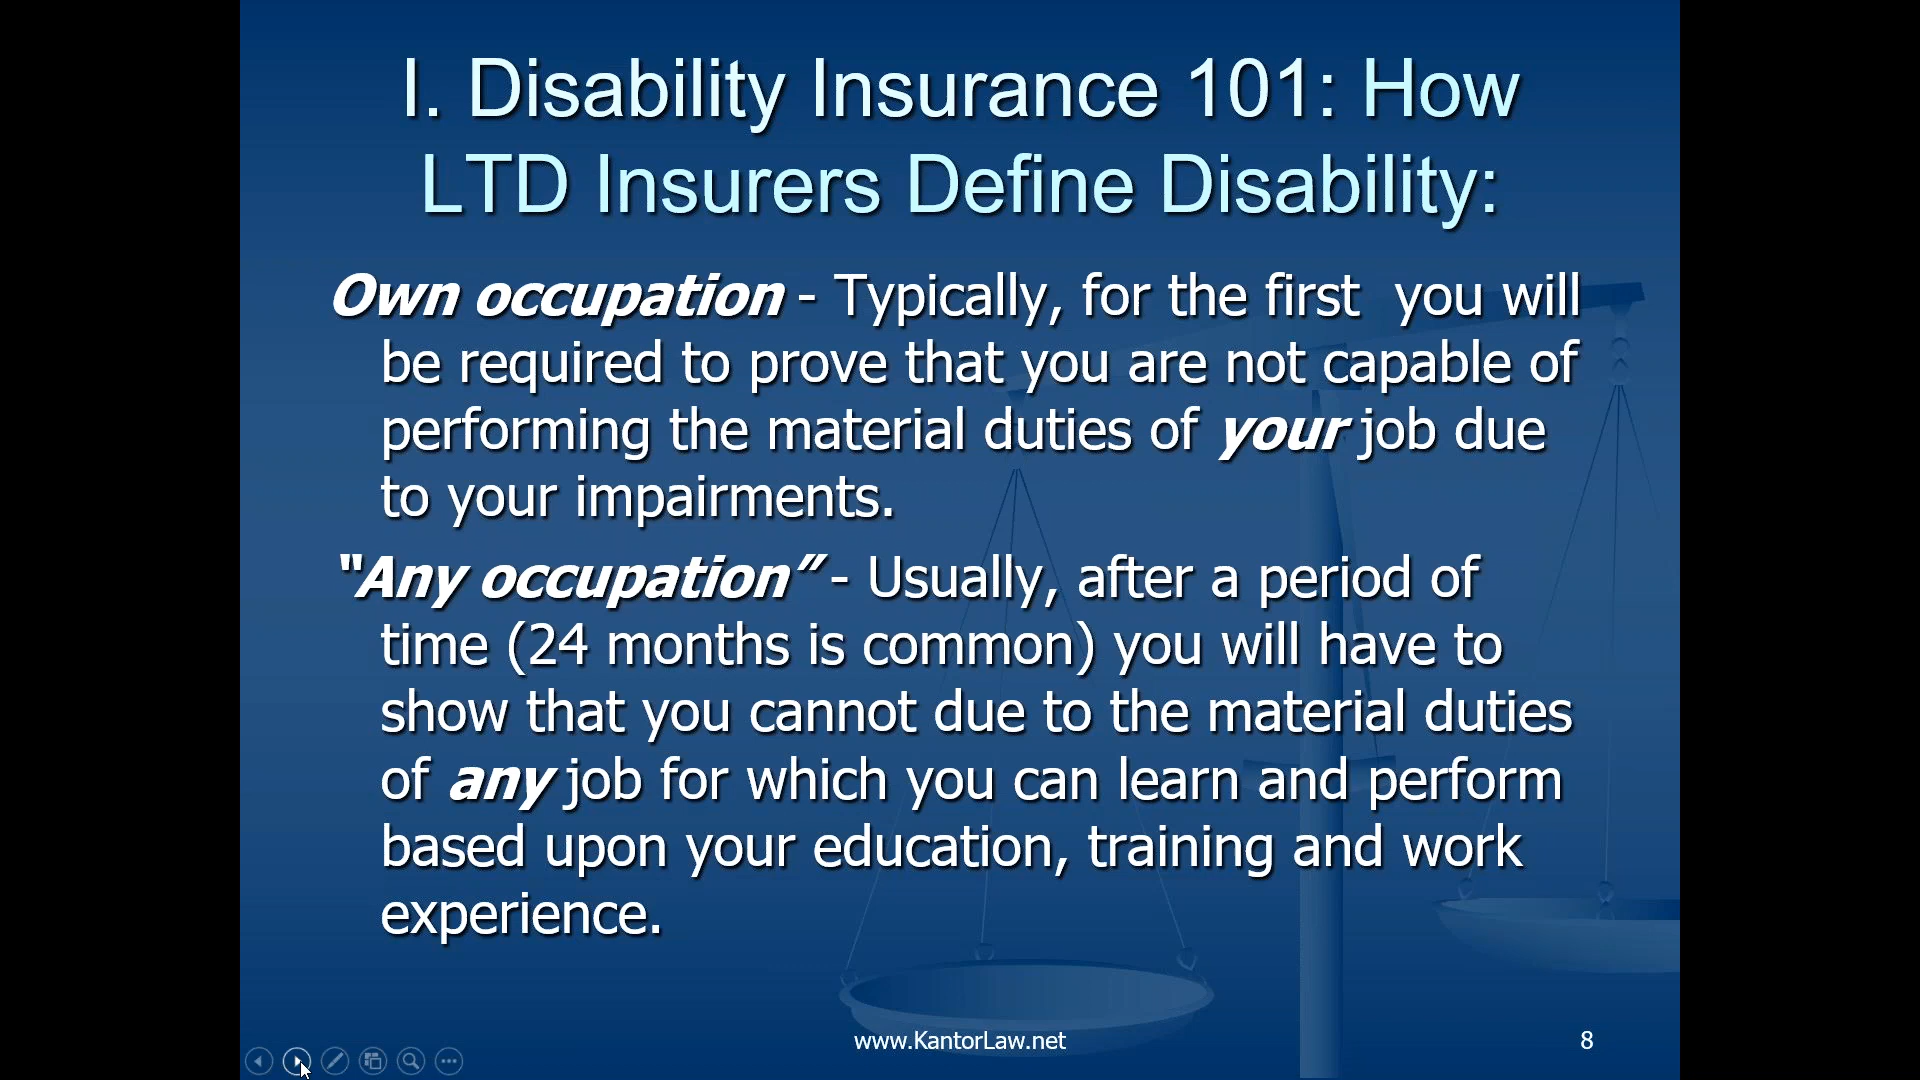 I. Disability Insurance 101: How
LTD Insurers Define Disability:
Own occupation - Typically, for the first  you will
be required to prove that you are not capable of
performing the material duties of your job due
to your impairments.
“Any occupation” - Usually, after a period of
time (24 months is common) you will have to
show that you cannot due to the material duties
of any job for which you can learn and perform
based upon your education, training and work
experience.
www.KantorLaw.net
8